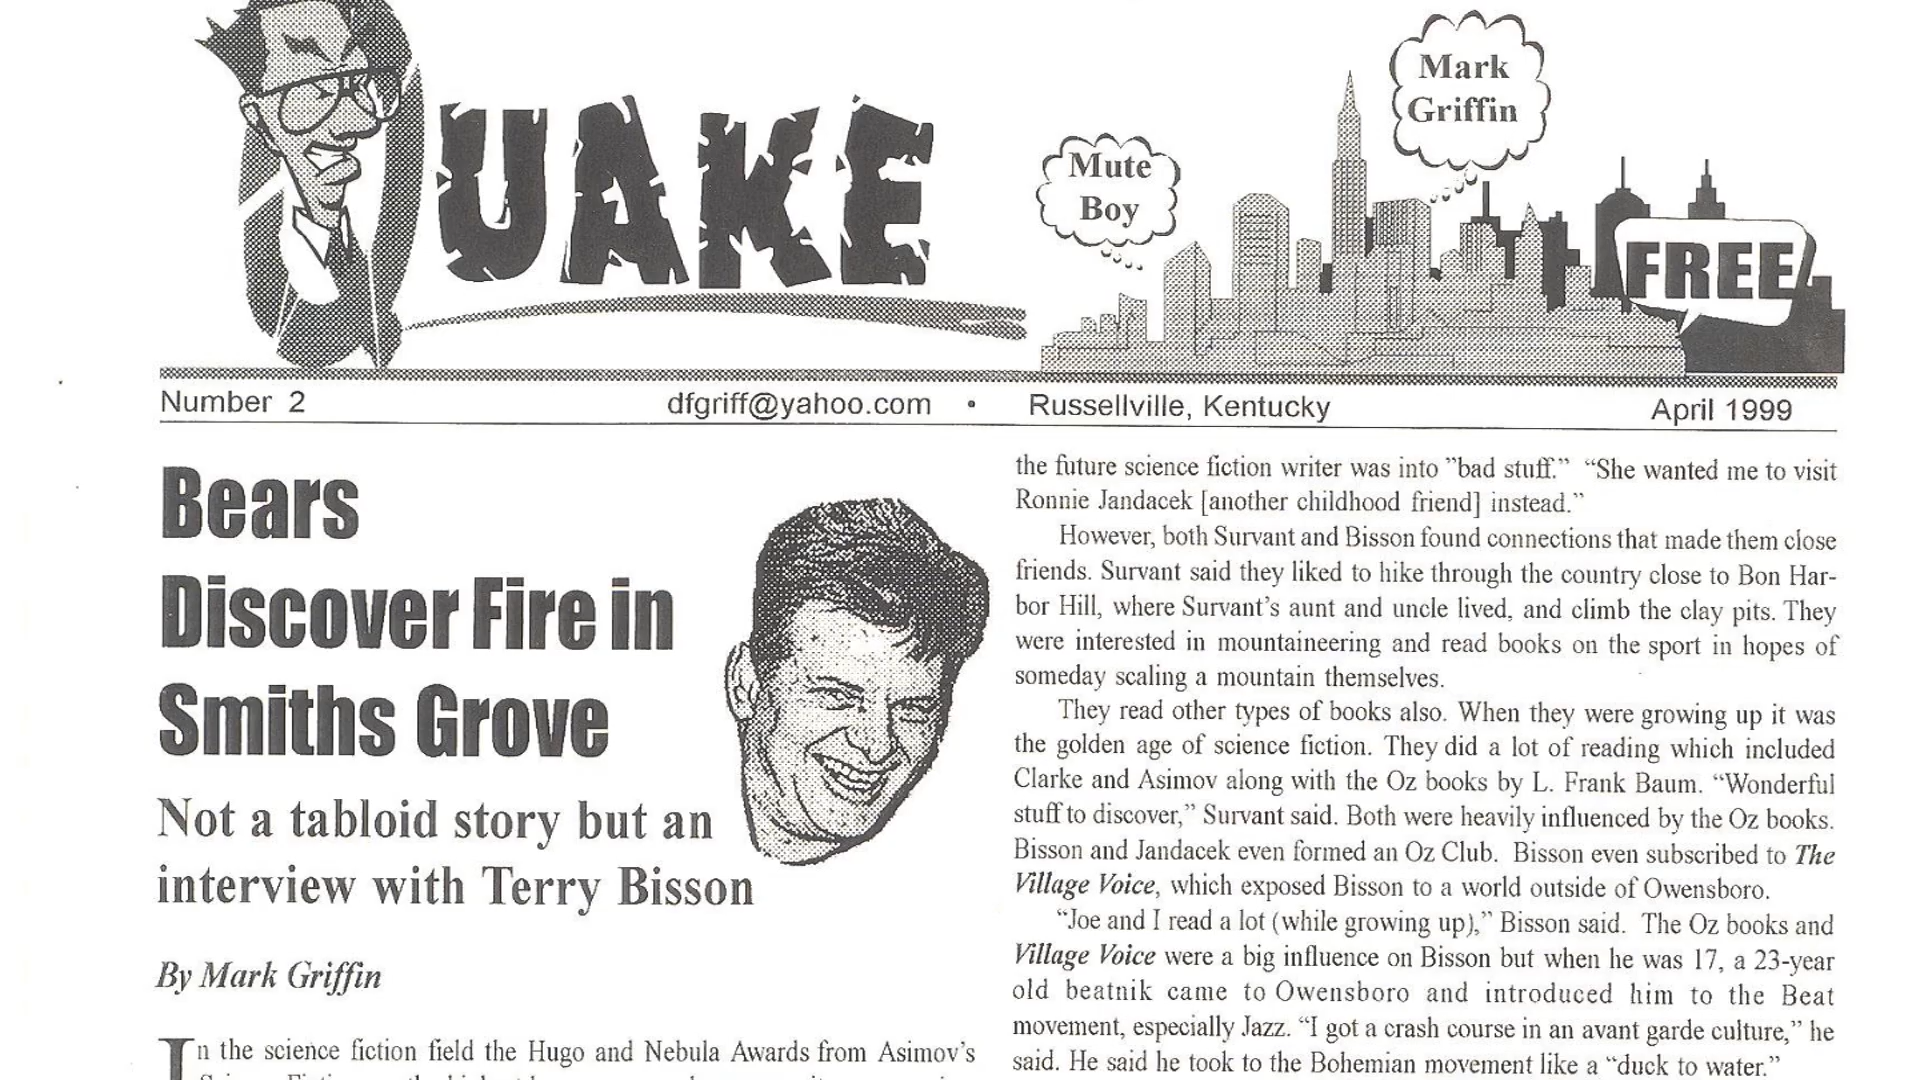 QUAKE
Mute
Boy
Mark
Griffin
FREE
Number 2
dfgriff@yahoo.com • Russellville, Kentucky
April 1999
Bears
Discover Fire in
Smiths Grove
Not a tabloid story but an
interview with Terry Bisson
By Mark Griffin
In the science fiction field the Hugo and Nebula Awards from Asimov's
the future science fiction writer was into ”bad stuff.” “She wanted me to visit
Ronnie Jandacek [another childhood friend] instead.”
However, both Survant and Bisson found connections that made them close
friends. Survant said they liked to hike through the country close to Bon Har-
bor Hill, where Survant’s aunt and uncle lived, and climb the clay pits. They
were interested in mountaineering and read books on the sport in hopes of
someday scaling a mountain themselves.
They read other types of books also. When they were growing up it was
the golden age of science fiction. They did a lot of reading which included
Clarke and Asimov along with the Oz books by L. Frank Baum. “Wonderful
stuff to discover,” Survant said. Both were heavily influenced by the Oz books.
Bisson and Jandacek even formed an Oz Club. Bisson even subscribed to The
Village Voice, which exposed Bisson to a world outside of Owensboro.
“Joe and I read a lot (while growing up),” Bisson said. The Oz books and
Village Voice were a big influence on Bisson but when he was 17, a 23-year
old beatnik came to Owensboro and introduced him to the Beat
movement, especially Jazz. “I got a crash course in an avant garde culture,” he
said. He said he took to the Bohemian movement like a “duck to water.”